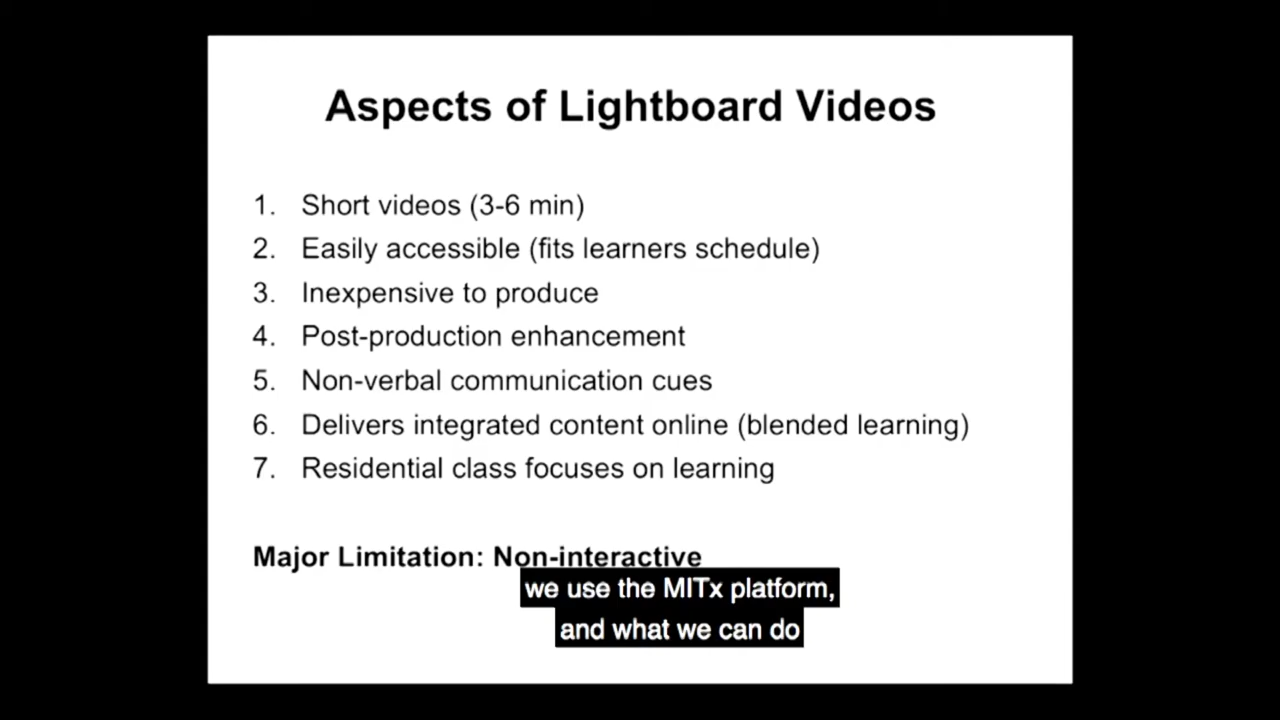 Aspects of Lightboard Videos
1. Short videos (3-6 min)
2. Easily accessible (fits learners schedule)
3. Inexpensive to produce
4. Post-production enhancement
5. Non-verbal communication cues
6. Delivers integrated content online (blended learning)
7. Residential class focuses on learning
Major Limitation: Non-interactive
we use the MITx platform,
and what we can do